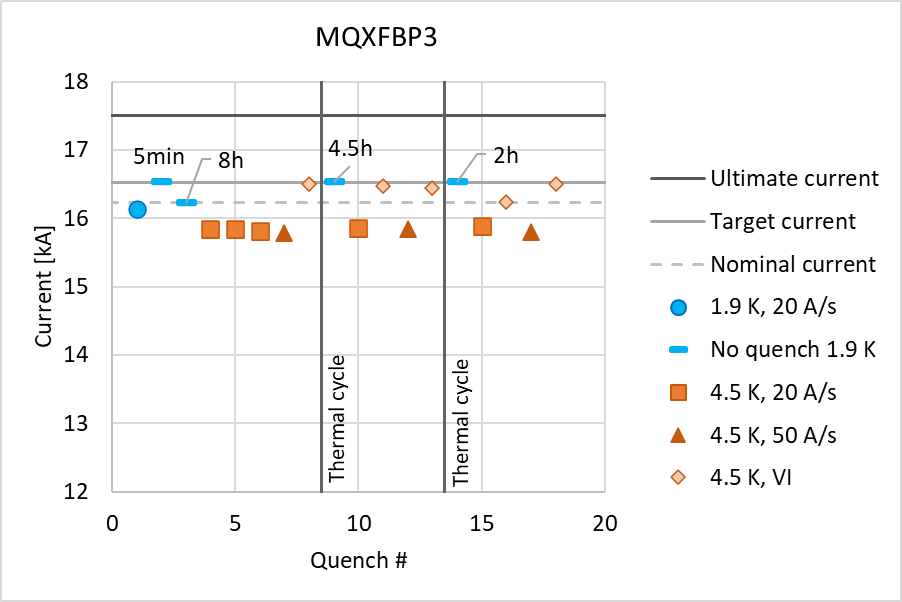 MQXFBP3
18
17
16
15
14
13
12
Current [kA]
5min
8h
4.5h
2h
Thermal cycle
Thermal cycle
0
5
10
15
20
Quench #
Ultimate current
Target current
Nominal current
1.9 K, 20 A/s
No quench 1.9 K
4.5 K, 20 A/s
4.5 K, 50 A/s
4.5 K, VI